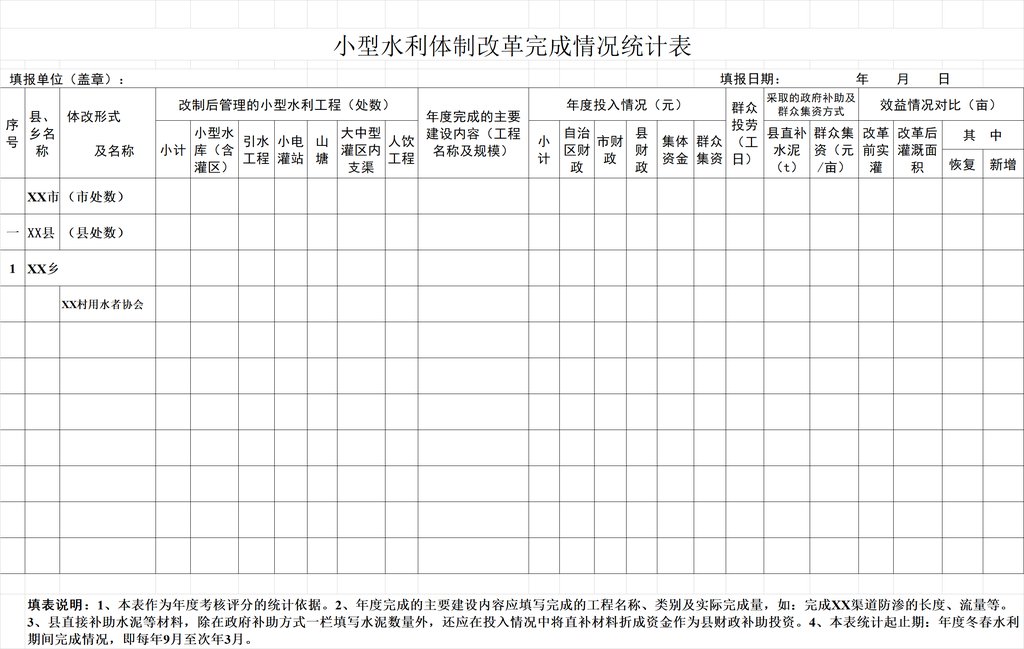 小型水利体制改革完成情况统计表
填报单位（盖章）： 填报日期： 年 月 日
序号 县、乡名称 体改形式及名称 改制后管理的小型水利工程（处数） 年度完成的主要建设内容（工程名称及规模） 年度投入情况（元） 群众投劳（工日） 采取的政府补助及群众集资方式 效益情况对比（亩）
小计 小型水库（含灌区） 引水工程 小电灌站 山塘 大中型灌区内支渠 人饮工程 小计 自治区财政 市财政 县财政 集体资金 群众集资 县直补水泥（t） 群众集资（元/亩） 改革前实灌 改革后灌溉面积 其 中
恢复 新增
XX市（市处数）
一 XX县 （县处数）
1 XX乡
XX村用水者协会
填表说明：1、本表作为年度考核评分的统计依据。2、年度完成的主要建设内容应填写完成的工程名称、类别及实际完成量，如：完成XX渠道防渗的长度、流量等。
3、县直接补助水泥等材料，除在政府补助方式一栏填写水泥数量外，还应在投入情况中将直补材料折成资金作为县财政补助投资。4、本表统计起止期：年度冬春水利
期间完成情况，即每年9月至次年3月。